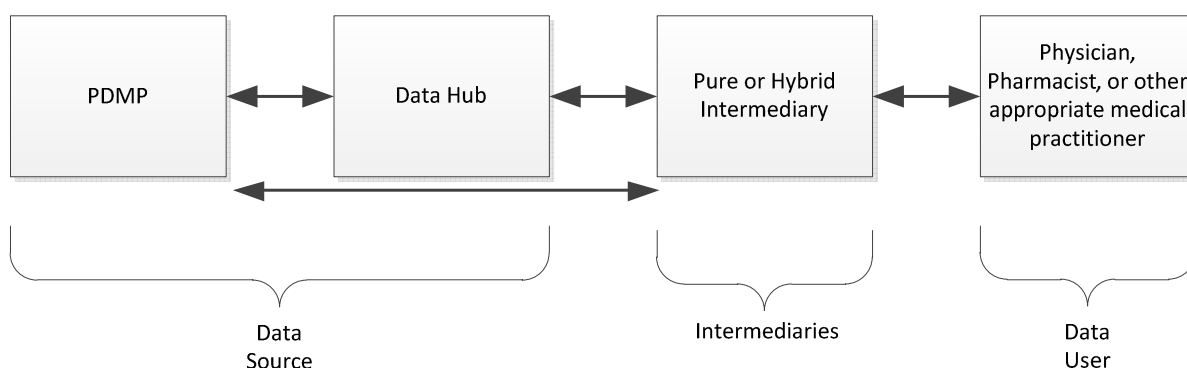 PDMP
Data Hub
Pure or Hybrid
Intermediary
Physician,
Pharmacist, or other
appropriate medical
practitioner
Data
Source
Intermediaries
Data
User